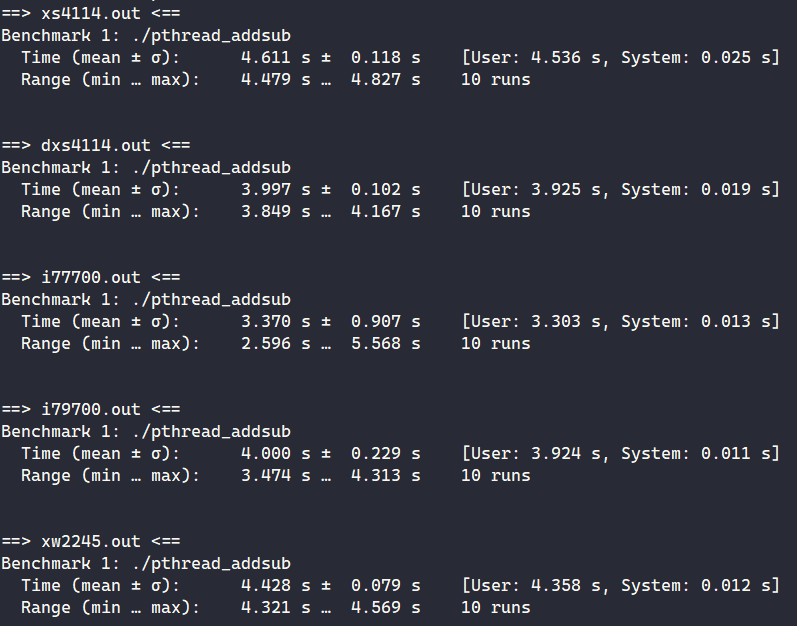 ==> xs4114.out <==
Benchmark 1: ./pthread_addsub
  Time (mean ± σ):      4.611 s ±  0.118 s    [User: 4.536 s, System: 0.025 s]
  Range (min … max):    4.479 s …  4.827 s    10 runs

==> dxs4114.out <==
Benchmark 1: ./pthread_addsub
  Time (mean ± σ):      3.997 s ±  0.102 s    [User: 3.925 s, System: 0.019 s]
  Range (min … max):    3.849 s …  4.167 s    10 runs

==> i77700.out <==
Benchmark 1: ./pthread_addsub
  Time (mean ± σ):      3.370 s ±  0.907 s    [User: 3.303 s, System: 0.013 s]
  Range (min … max):    2.596 s …  5.568 s    10 runs

==> i79700.out <==
Benchmark 1: ./pthread_addsub
  Time (mean ± σ):      4.000 s ±  0.229 s    [User: 3.924 s, System: 0.011 s]
  Range (min … max):    3.474 s …  4.313 s    10 runs

==> xw2245.out <==
Benchmark 1: ./pthread_addsub
  Time (mean ± σ):      4.428 s ±  0.079 s    [User: 4.358 s, System: 0.012 s]
  Range (min … max):    4.321 s …  4.569 s    10 runs